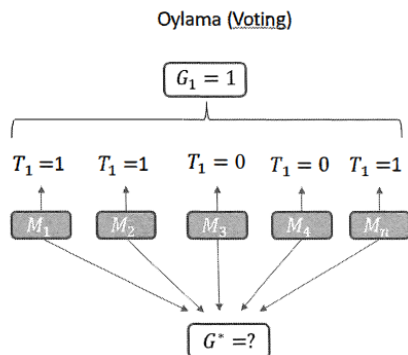 Oylama (Voting)
G₁ = 1
T₁ =1 T₁ =1 T₁ =0 T₁ =0 T₁ =1
M₁ M₂ M₃ M₄ Mₙ
G* =?